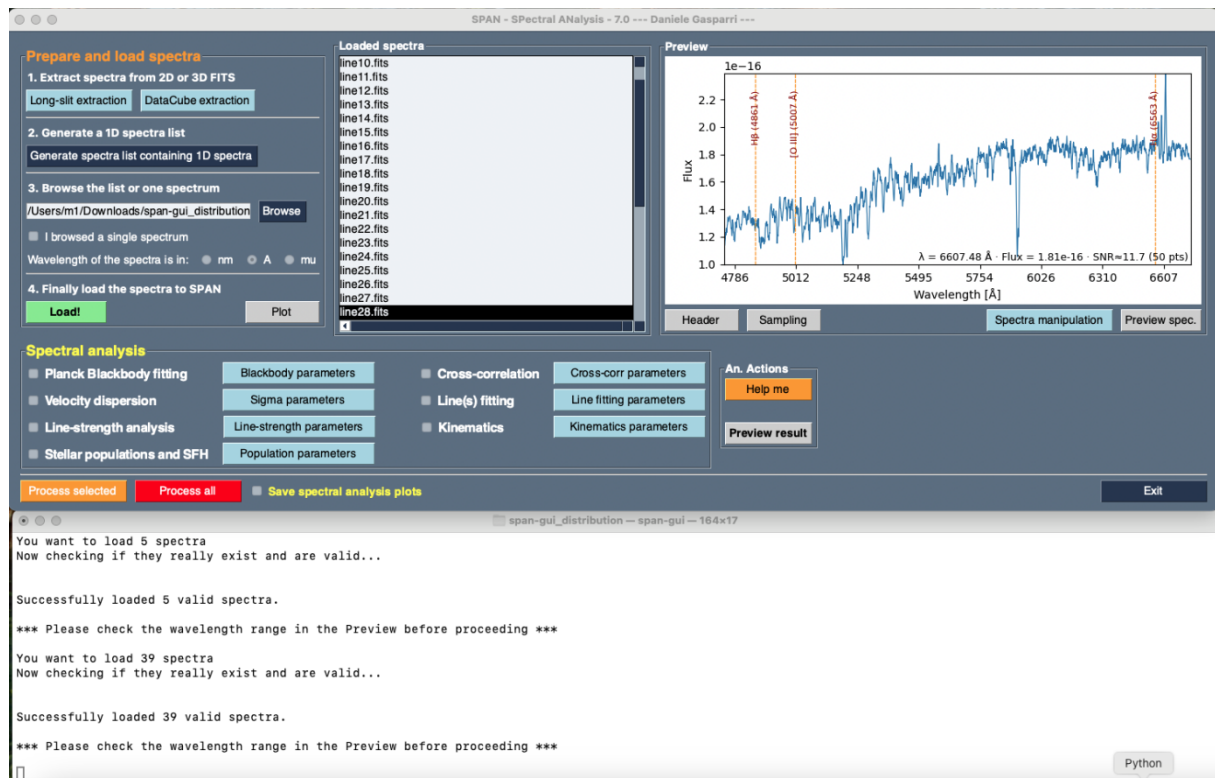 SPAN - SPectral ANalysis - 7.0 --- Daniele Gasparri ---
Prepare and load spectra
1. Extract spectra from 2D or 3D FITS
Long-slit extraction
DataCube extraction
2. Generate a 1D spectra list
Generate spectra list containing 1D spectra
3. Browse the list or one spectrum
/Users/m1/Downloads/span-gui_distribution
Browse
I browsed a single spectrum
Wavelength of the spectra is in: nm A mu
4. Finally load the spectra to SPAN
Load!
Plot
Loaded spectra
line10.fits
line11.fits
line12.fits
line13.fits
line14.fits
line15.fits
line16.fits
line17.fits
line18.fits
line19.fits
line20.fits
line21.fits
line22.fits
line23.fits
line24.fits
line25.fits
line26.fits
line27.fits
line28.fits
Preview
1e−16
2.2
2.0
1.8
1.6
1.4
1.2
1.0
Flux
Hβ (4861 Å)
[O III] (5007 Å)
Hα (6563 Å)
λ = 6607.48 Å · Flux = 1.81e-16 · SNR≈11.7 (50 pts)
4786 5012 5248 5495 5754 6026 6310 6607
Wavelength [Å]
Header
Sampling
Spectra manipulation
Preview spec.
Spectral analysis
Planck Blackbody fitting
Blackbody parameters
Cross-correlation
Cross-corr parameters
Velocity dispersion
Sigma parameters
Line(s) fitting
Line fitting parameters
Line-strength analysis
Line-strength parameters
Kinematics
Kinematics parameters
Stellar populations and SFH
Population parameters
An. Actions
Help me
Preview result
Process selected
Process all
Save spectral analysis plots
Exit
span-gui_distribution — span-gui — 164×17
You want to load 5 spectra
Now checking if they really exist and are valid...
Successfully loaded 5 valid spectra.
*** Please check the wavelength range in the Preview before proceeding ***
You want to load 39 spectra
Now checking if they really exist and are valid...
Successfully loaded 39 valid spectra.
*** Please check the wavelength range in the Preview before proceeding ***
Python